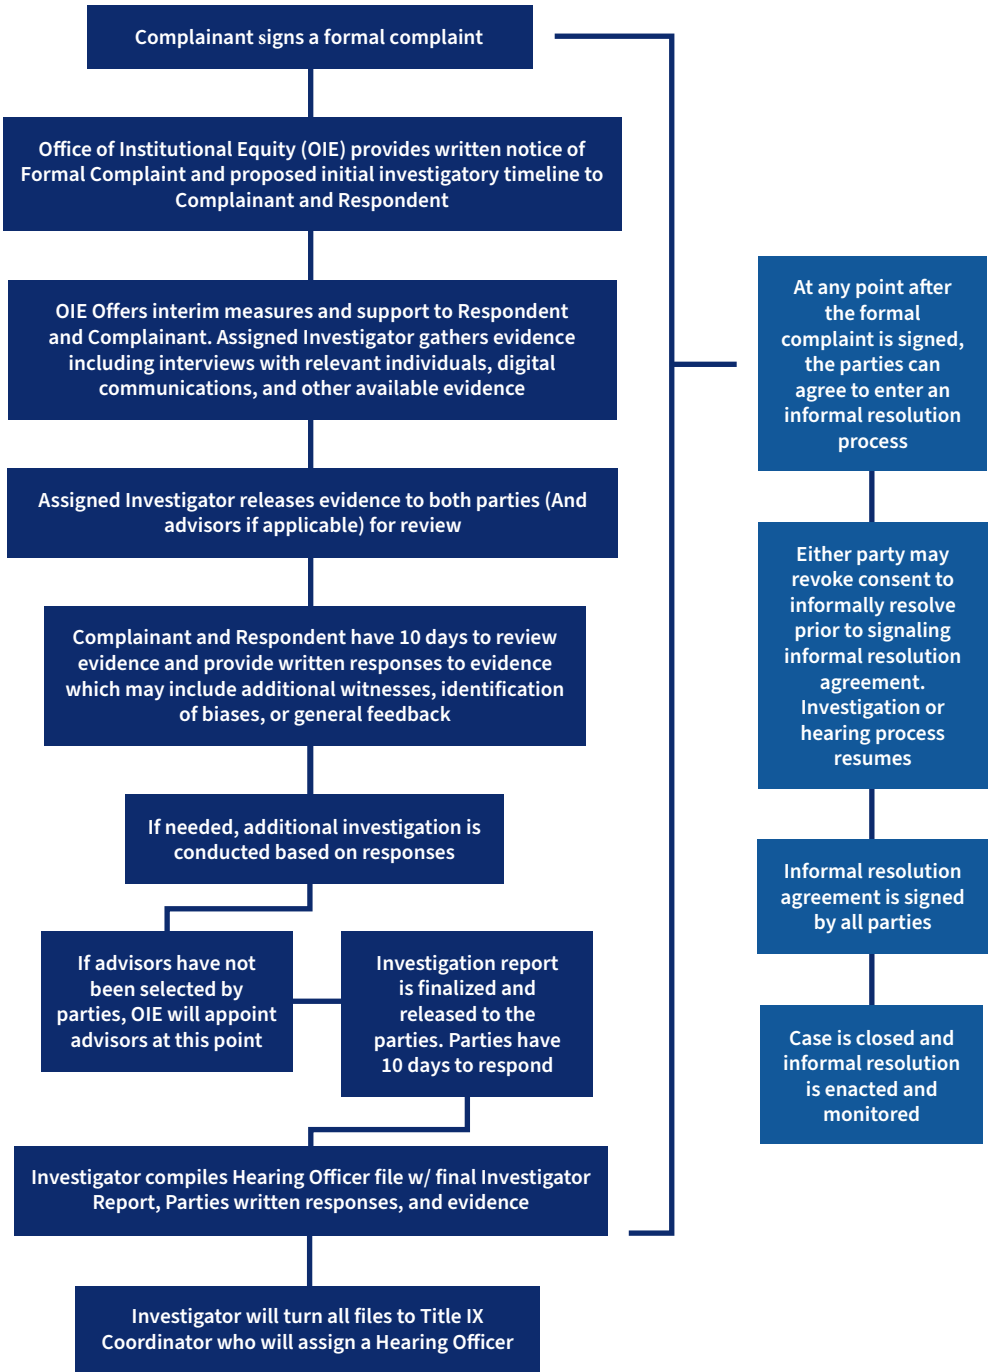 Complainant signs a formal complaint
Office of Institutional Equity (OIE) provides written notice of
Formal Complaint and proposed initial investigatory timeline to
Complainant and Respondent
OIE Offers interim measures and support to Respondent
and Complainant. Assigned Investigator gathers evidence
including interviews with relevant individuals, digital
communications, and other available evidence
Assigned Investigator releases evidence to both parties (And
advisors if applicable) for review
Complainant and Respondent have 10 days to review
evidence and provide written responses to evidence
which may include additional witnesses, identification
of biases, or general feedback
If needed, additional investigation is
conducted based on responses
If advisors have not
been selected by
parties, OIE will appoint
advisors at this point
Investigation report
is finalized and
released to the
parties. Parties have
10 days to respond
Investigator compiles Hearing Officer file w/ final Investigator
Report, Parties written responses, and evidence
Investigator will turn all files to Title IX
Coordinator who will assign a Hearing Officer
At any point after
the formal
complaint is signed,
the parties can
agree to enter an
informal resolution
process
Either party may
revoke consent to
informally resolve
prior to signaling
informal resolution
agreement.
Investigation or
hearing process
resumes
Informal resolution
agreement is signed
by all parties
Case is closed and
informal resolution
is enacted and
monitored